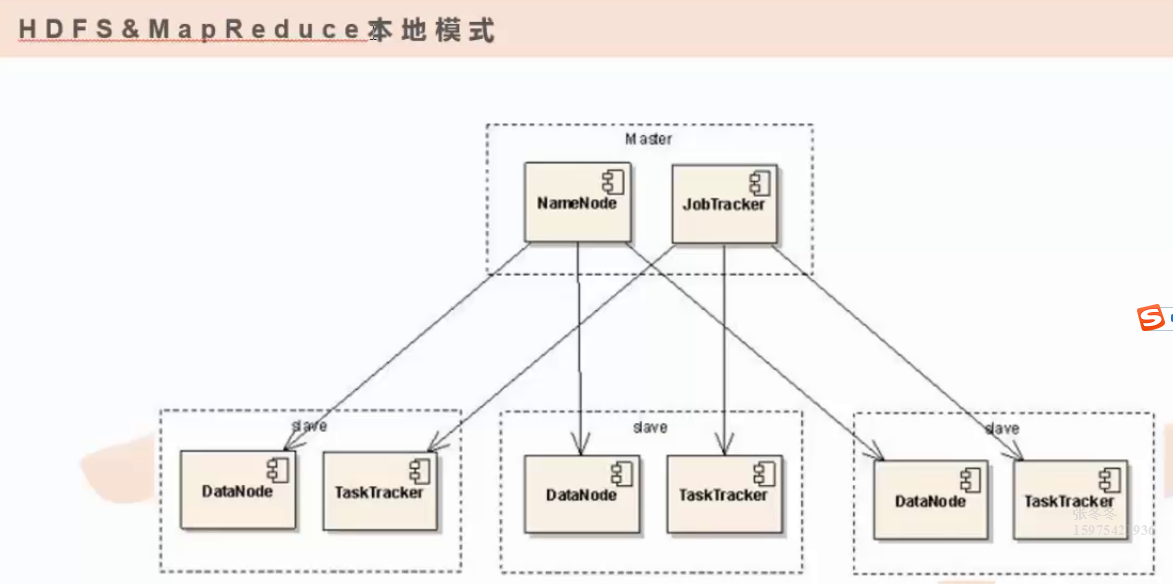 HDFS&MapReduce本地模式
Master
NameNode
JobTracker
slave
slave
slave
DataNode
TaskTracker
DataNode
TaskTracker
DataNode
TaskTracker